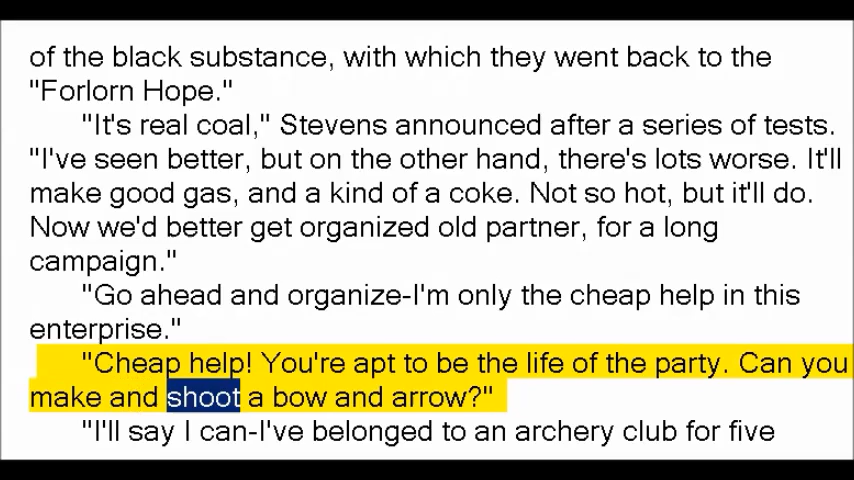 of the black substance, with which they went back to the
"Forlorn Hope."
"It's real coal," Stevens announced after a series of tests.
"I've seen better, but on the other hand, there's lots worse. It'll
make good gas, and a kind of a coke. Not so hot, but it'll do.
Now we'd better get organized old partner, for a long
campaign."
"Go ahead and organize-I'm only the cheap help in this
enterprise."
"Cheap help! You're apt to be the life of the party. Can you
make and shoot a bow and arrow?"
"I'll say I can-I've belonged to an archery club for five